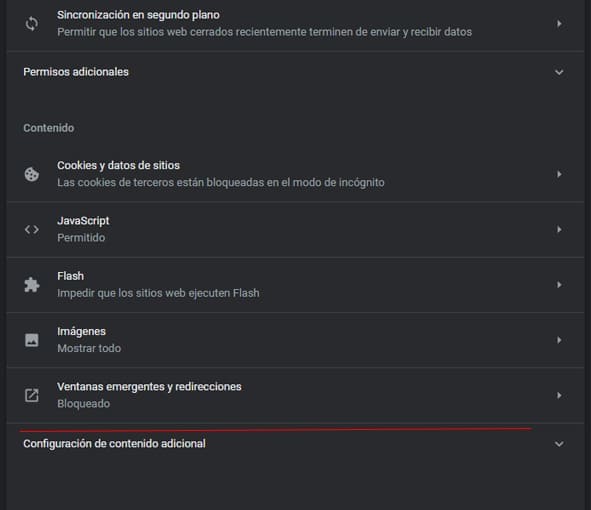 Sincronización en segundo plano
Permitir que los sitios web cerrados recientemente terminen de enviar y recibir datos
Permisos adicionales
Contenido
Cookies y datos de sitios
Las cookies de terceros están bloqueadas en el modo de incógnito
JavaScript
Permitido
Flash
Impedir que los sitios web ejecuten Flash
Imágenes
Mostrar todo
Ventanas emergentes y redirecciones
Bloqueado
Configuración de contenido adicional